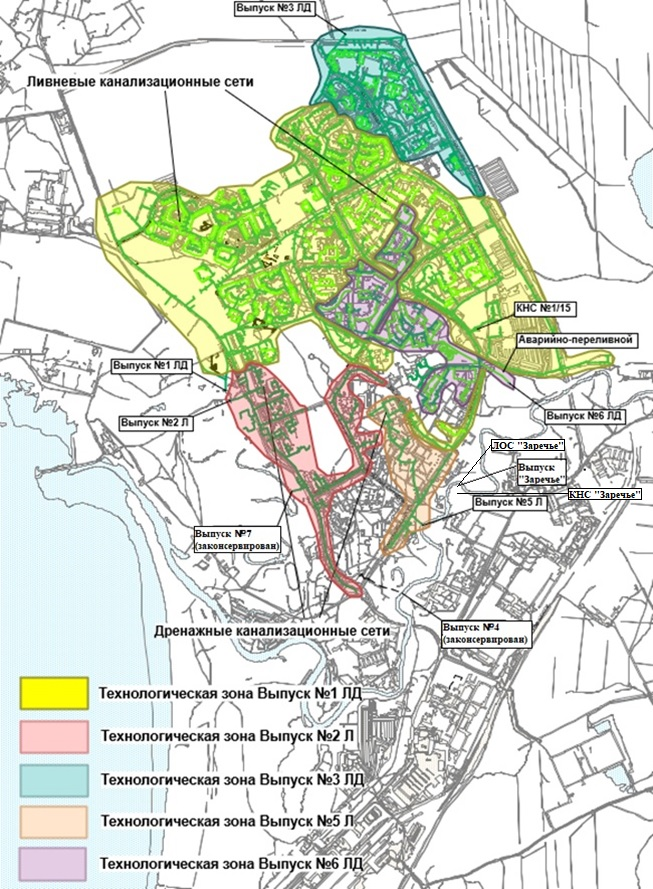 Выпуск №3 ЛД
Ливневые канализационные сети
КНС №1/15
Аварийно-переливной
Выпуск №1 ЛД
Выпуск №2 Л
Выпуск №6 ЛД
ЛОС "Заречье"
Выпуск
"Заречье"
КНС "Заречье"
Выпуск №5 Л
Выпуск №7
(законсервирован)
Выпуск №4
(законсервирован)
Дренажные канализационные сети
Технологическая зона Выпуск №1 ЛД
Технологическая зона Выпуск №2 Л
Технологическая зона Выпуск №3 ЛД
Технологическая зона Выпуск №5 Л
Технологическая зона Выпуск №6 ЛД